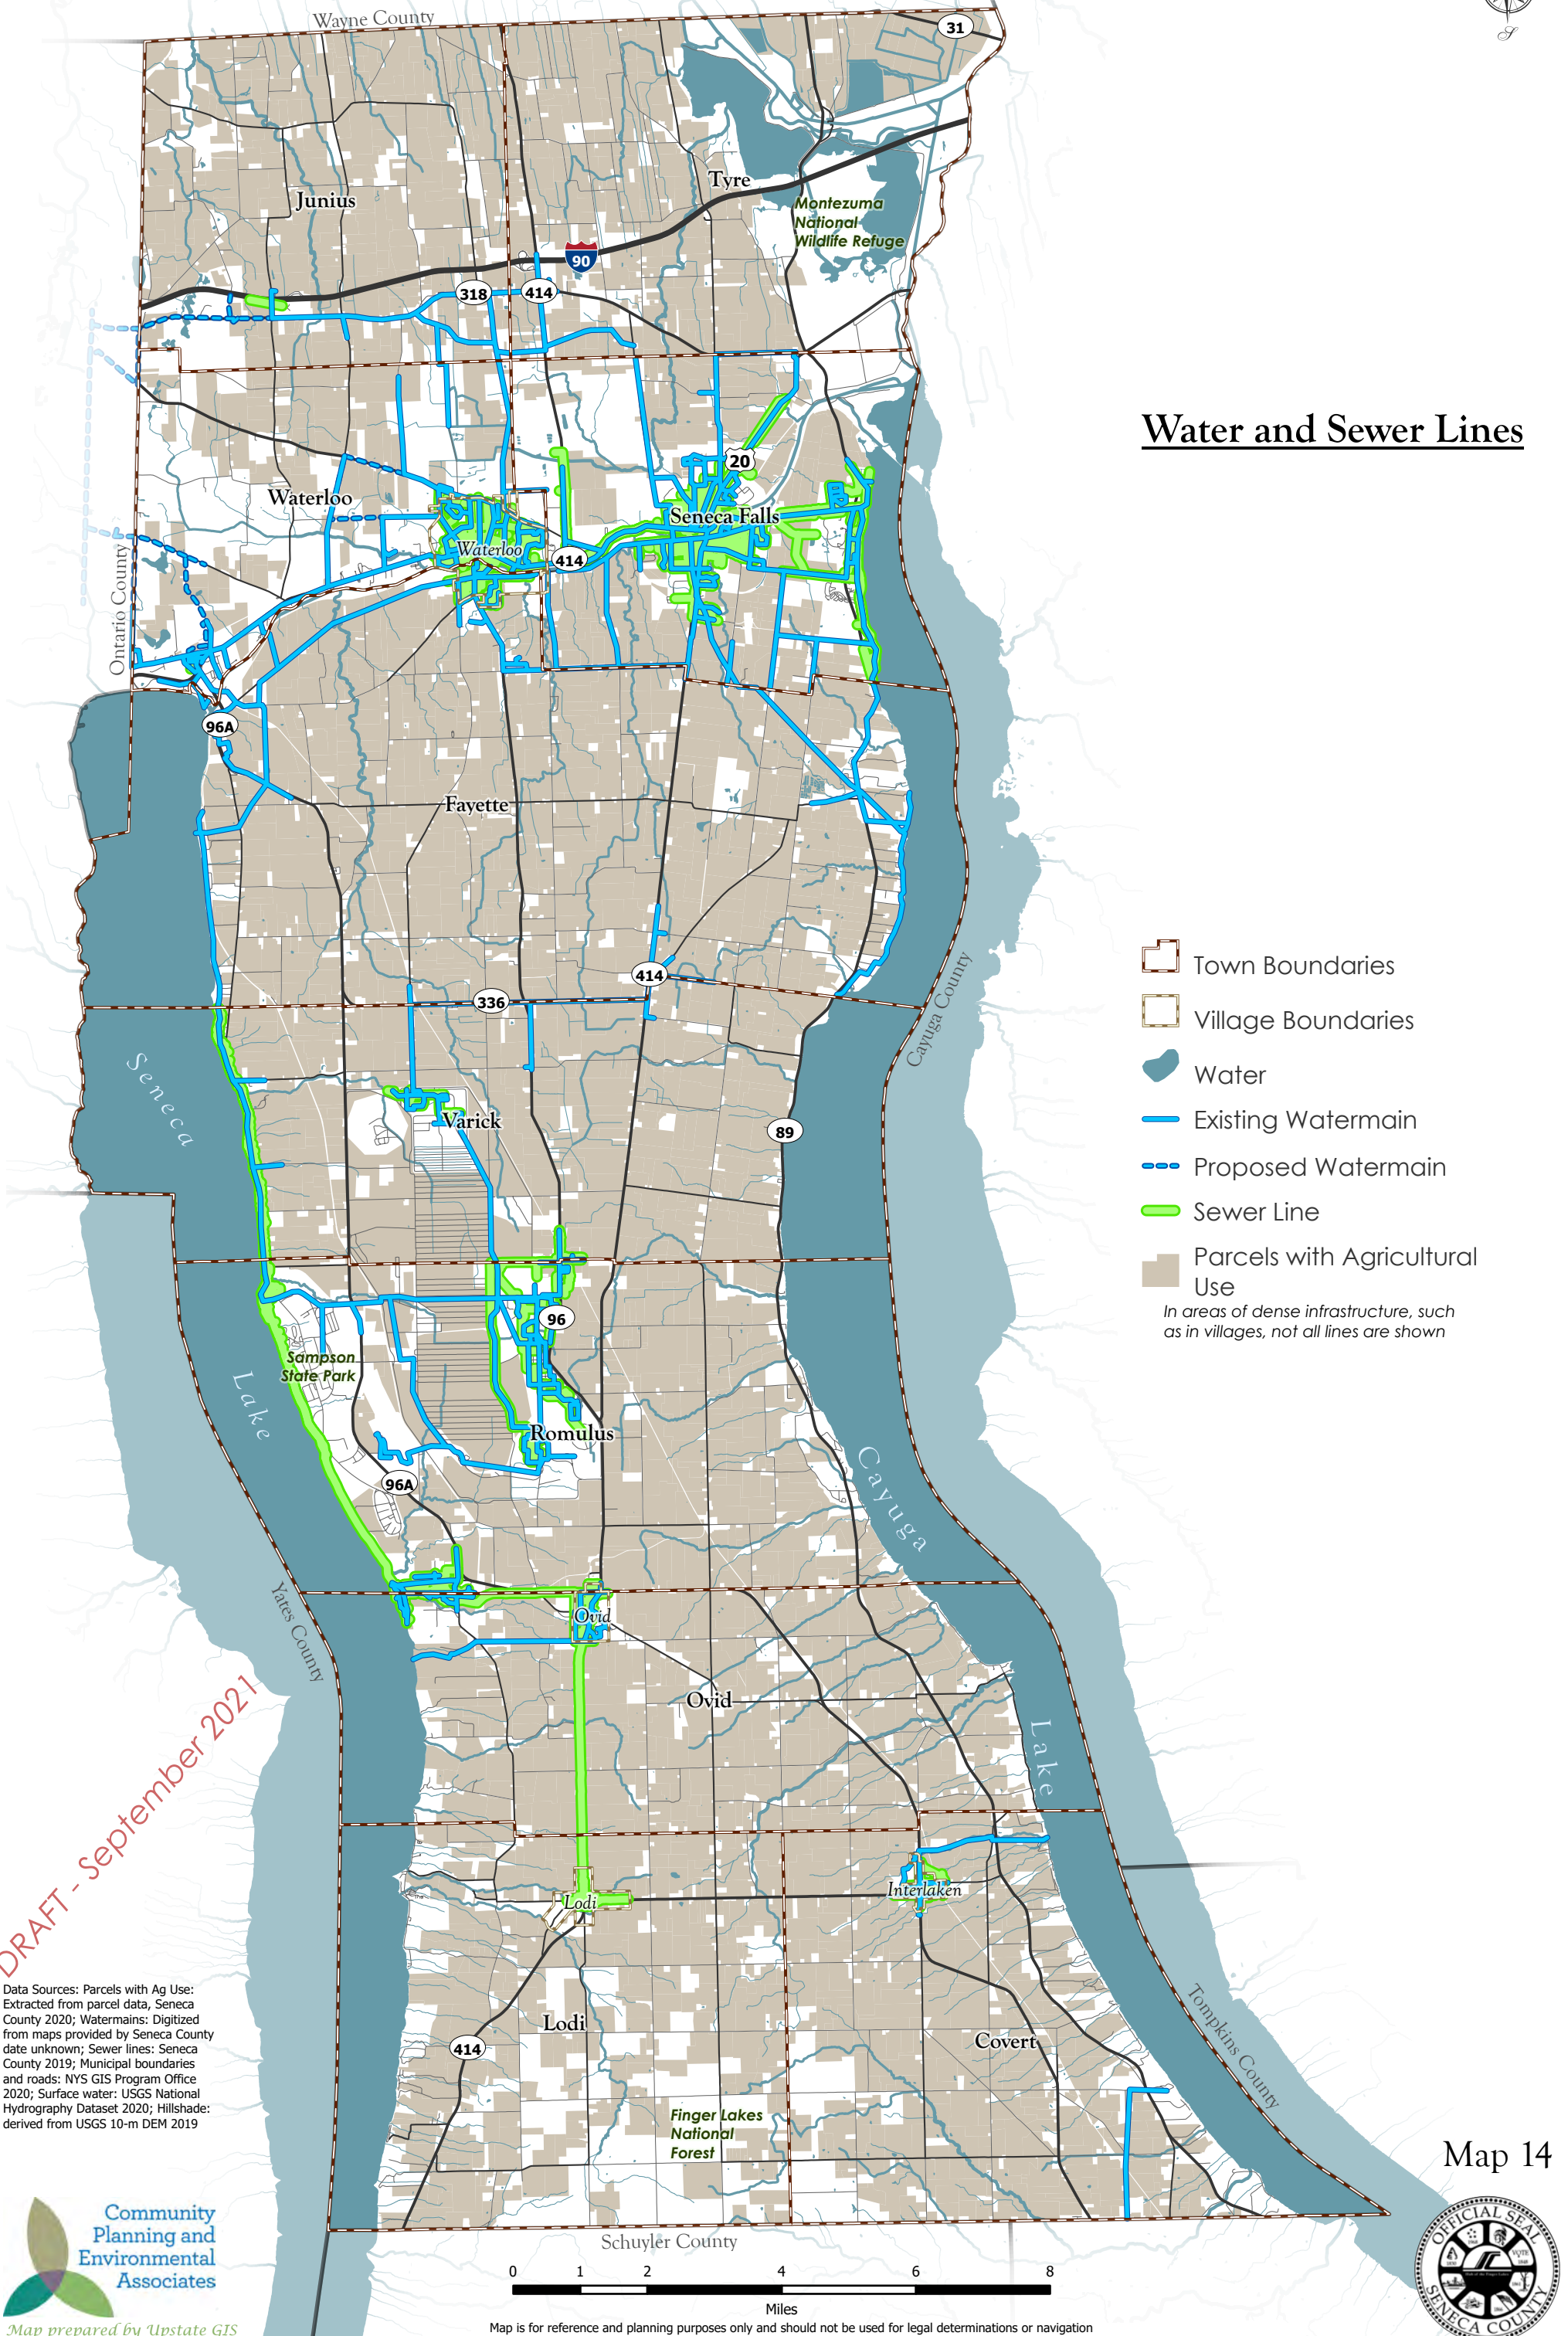 Wayne County
31
S
Tyre
Junius
Montezuma
National
Wildlife Refuge
90
318
414
Water and Sewer Lines
20
Waterloo
Seneca Falls
Waterloo
414
Ontario County
96A
Fayette
414
336
Cayuga County
Town Boundaries
Village Boundaries
Water
Existing Watermain
Proposed Watermain
Sewer Line
Parcels with Agricultural
Use
In areas of dense infrastructure, such
as in villages, not all lines are shown
Seneca
Varick
89
96
Sampson
State Park
Lake
Romulus
96A
Cayuga
Yates County
Ovid
Ovid
Lake
DRAFT - September 2021
Interlaken
Lodi
Data Sources: Parcels with Ag Use:
Extracted from parcel data, Seneca
County 2020; Watermains: Digitized
from maps provided by Seneca County
date unknown; Sewer lines: Seneca
County 2019; Municipal boundaries
and roads: NYS GIS Program Office
2020; Surface water: USGS National
Hydrography Dataset 2020; Hillshade:
derived from USGS 10-m DEM 2019
Tompkins County
Lodi
Covert
414
Finger Lakes
National
Forest
Map 14
Community
Planning and
Environmental
Associates
Map prepared by Upstate GIS
Schuyler County
0 1 2 4 6 8
Miles
Map is for reference and planning purposes only and should not be used for legal determinations or navigation
OFFICIAL SEAL
SENECA COUNTY